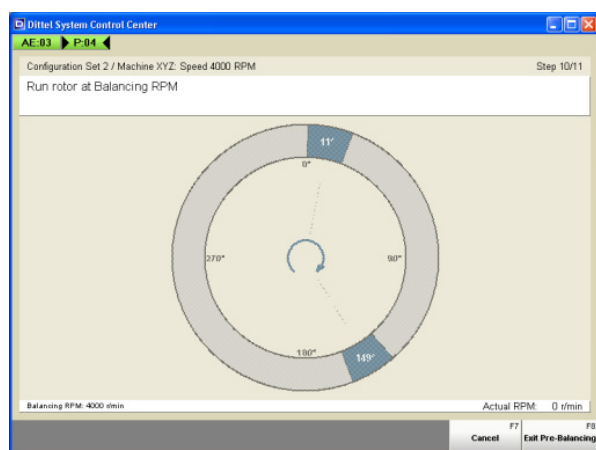 Dittel System Control Center
AE:03 P:04
Configuration Set 2 / Machine XYZ: Speed 4000 RPM Step 10/11
Run rotor at Balancing RPM
11°
0°
270° 90°
180°
149°
Balancing RPM: 4000 r/min Actual RPM: 0 r/min
F7 F8
Cancel Exit Pre-Balancing